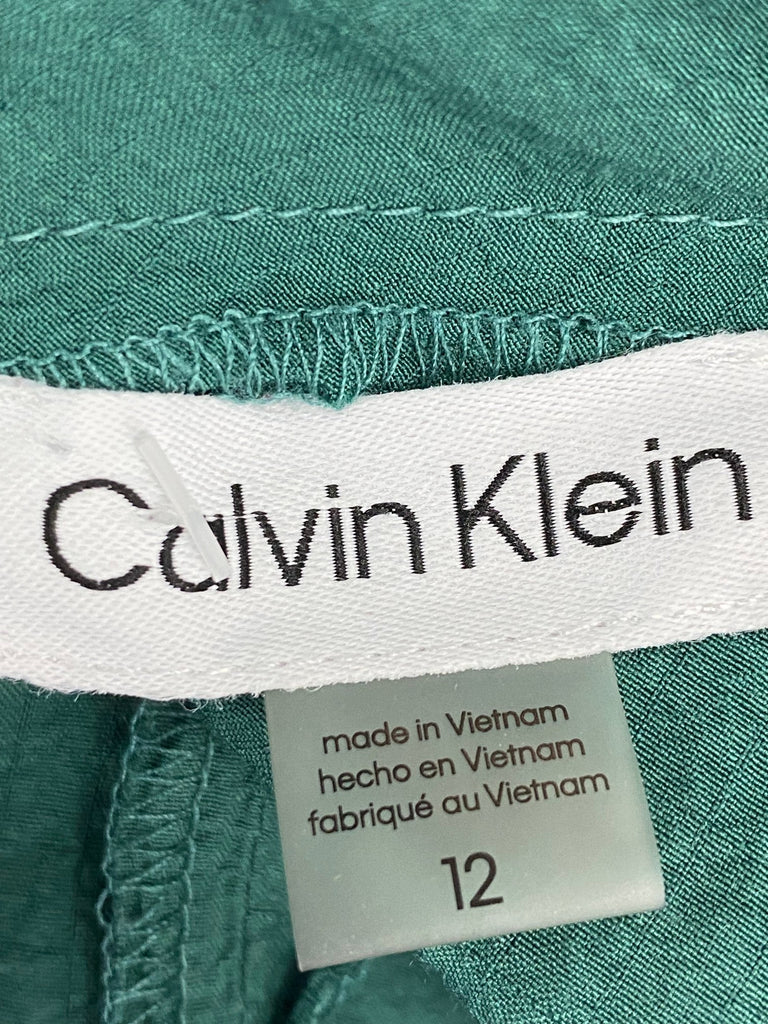 Calvin Klein
made in Vietnam
hecho en Vietnam
fabriqué au Vietnam
12